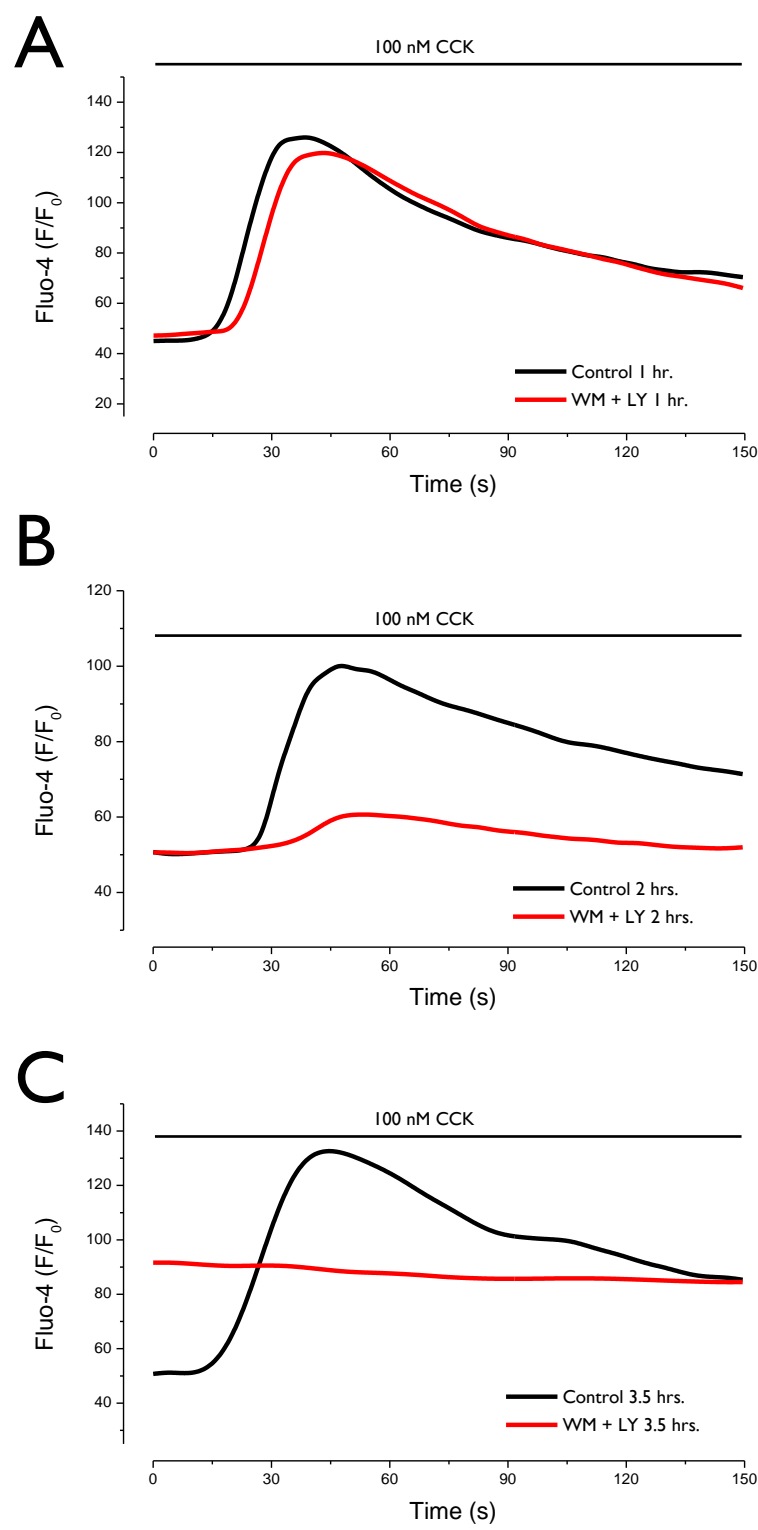 A
100 nM CCK
140
120
100
80
60
40
20
Fluo-4 (F/F0)
Control 1 hr.
WM + LY 1 hr.
0 30 60 90 120 150
Time (s)
B
120
100 nM CCK
100
80
60
40
Fluo-4 (F/F0)
Control 2 hrs.
WM + LY 2 hrs.
0 30 60 90 120 150
Time (s)
C
100 nM CCK
140
120
100
80
60
40
Fluo-4 (F/F0)
Control 3.5 hrs.
WM + LY 3.5 hrs.
0 30 60 90 120 150
Time (s)